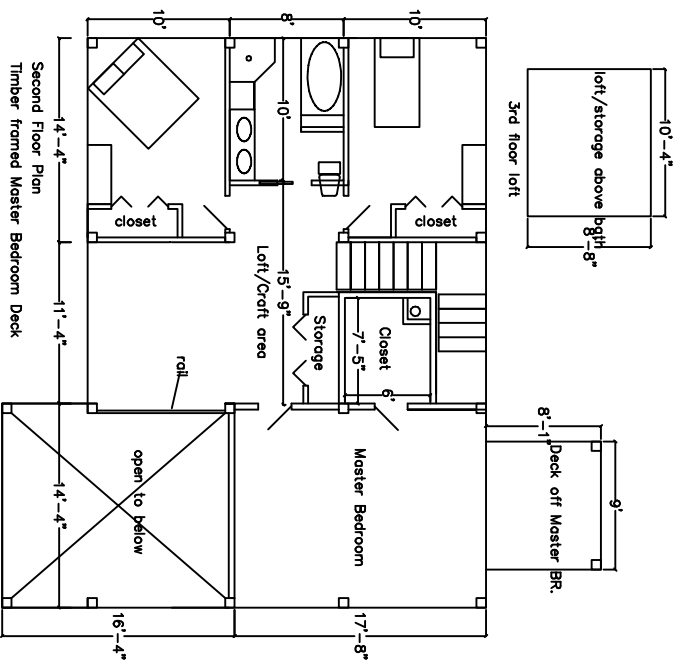 10'
8'
10'
10'-4"
loft/storage above bath
8'-8"
3rd floor loft
Second Floor Plan
Timber framed Master Bedroom Deck
14'-4"
10'
closet
closet
11'-4"
15'-9"
Loft/Craft area
Storage
Closet
7'-5"
6'
rail
8'-1"
Deck off Master BR.
9'
14'-4"
open to below
Master Bedroom
16'-4"
17'-8"